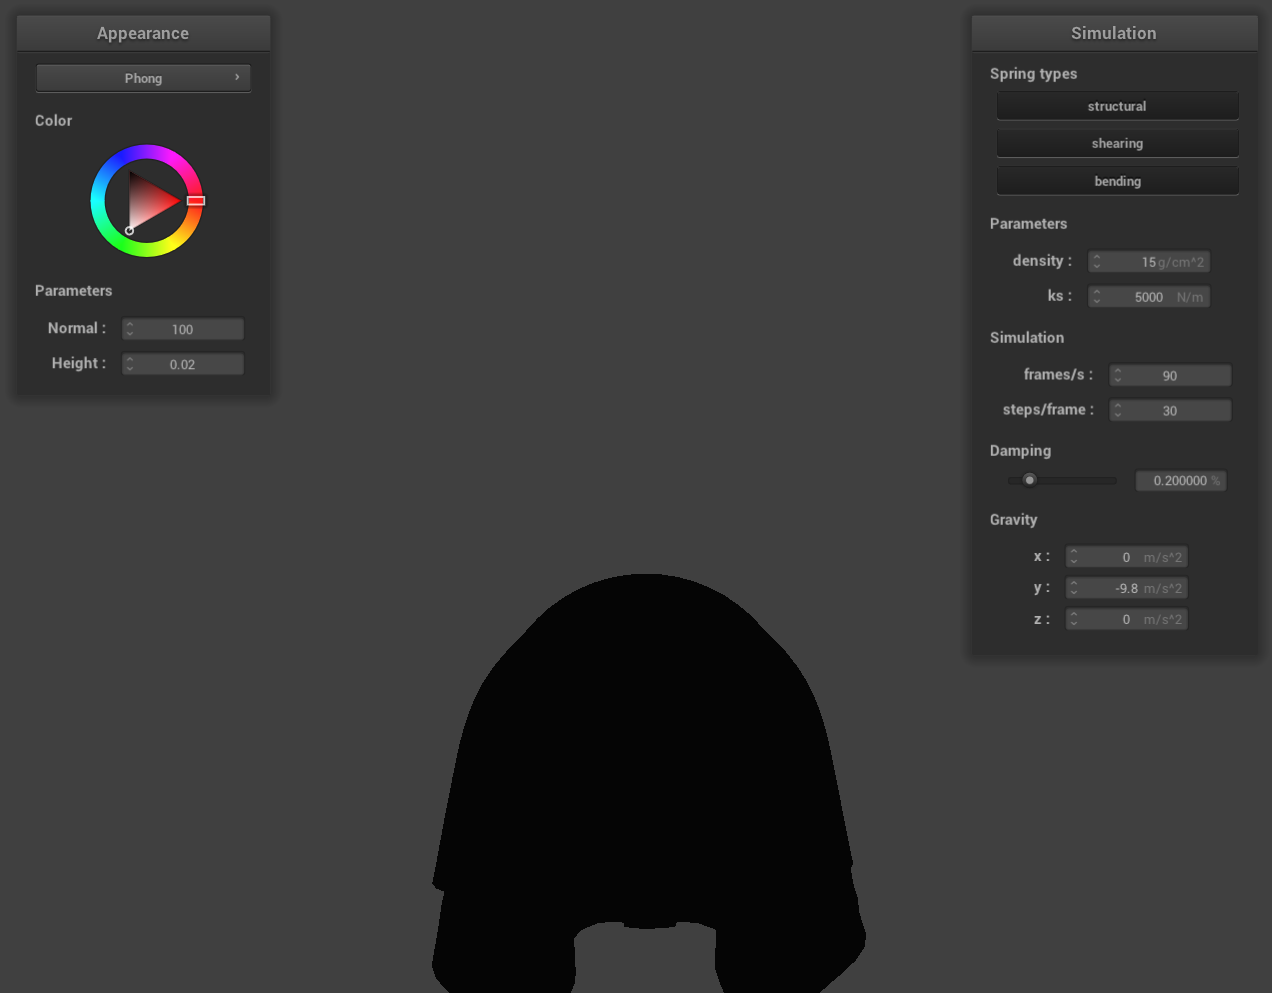 Appearance
Phong
Color
Parameters
Normal : 100
Height : 0.02
Simulation
Spring types
structural
shearing
bending
Parameters
density : 15 g/cm^2
ks : 5000 N/m
Simulation
frames/s : 90
steps/frame : 30
Damping
0.200000 %
Gravity
x : 0 m/s^2
y : -9.8 m/s^2
z : 0 m/s^2